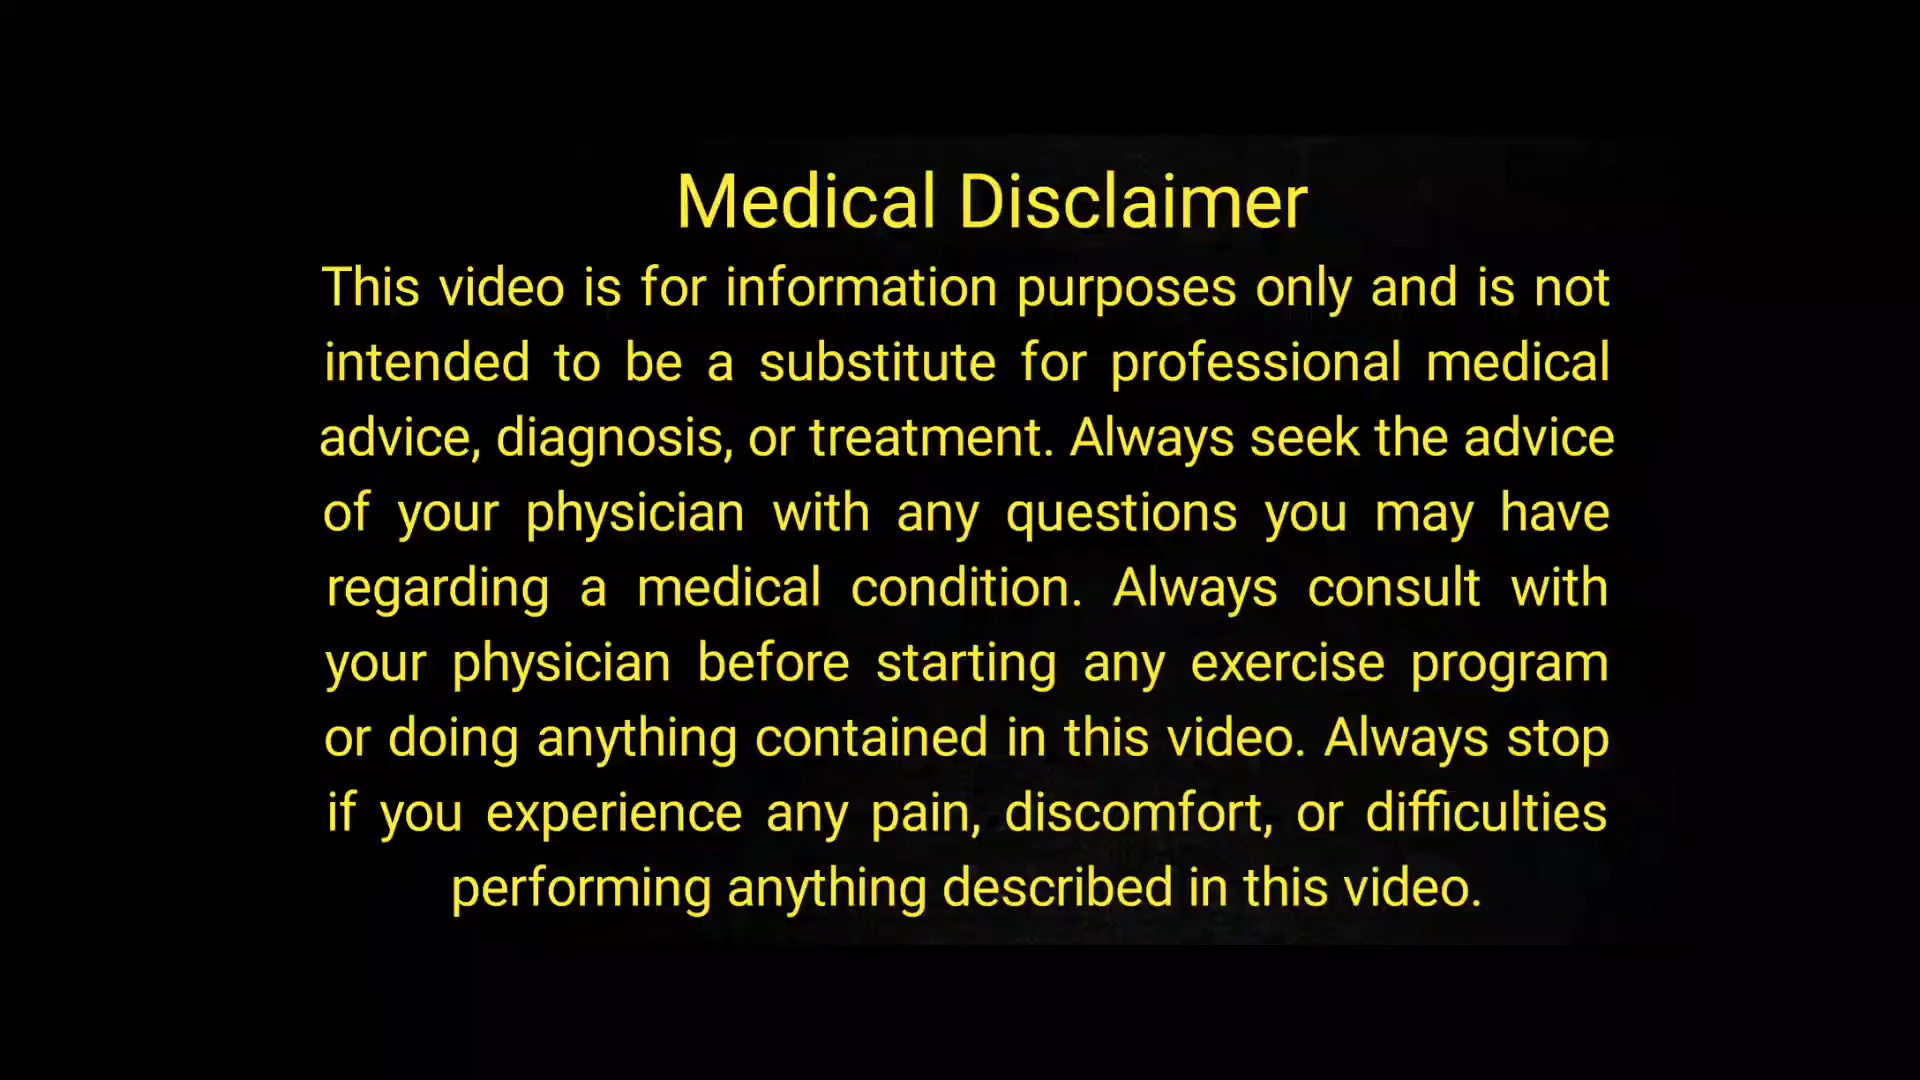 Medical Disclaimer
This video is for information purposes only and is not
intended to be a substitute for professional medical
advice, diagnosis, or treatment. Always seek the advice
of your physician with any questions you may have
regarding a medical condition. Always consult with
your physician before starting any exercise program
or doing anything contained in this video. Always stop
if you experience any pain, discomfort, or difficulties
performing anything described in this video.